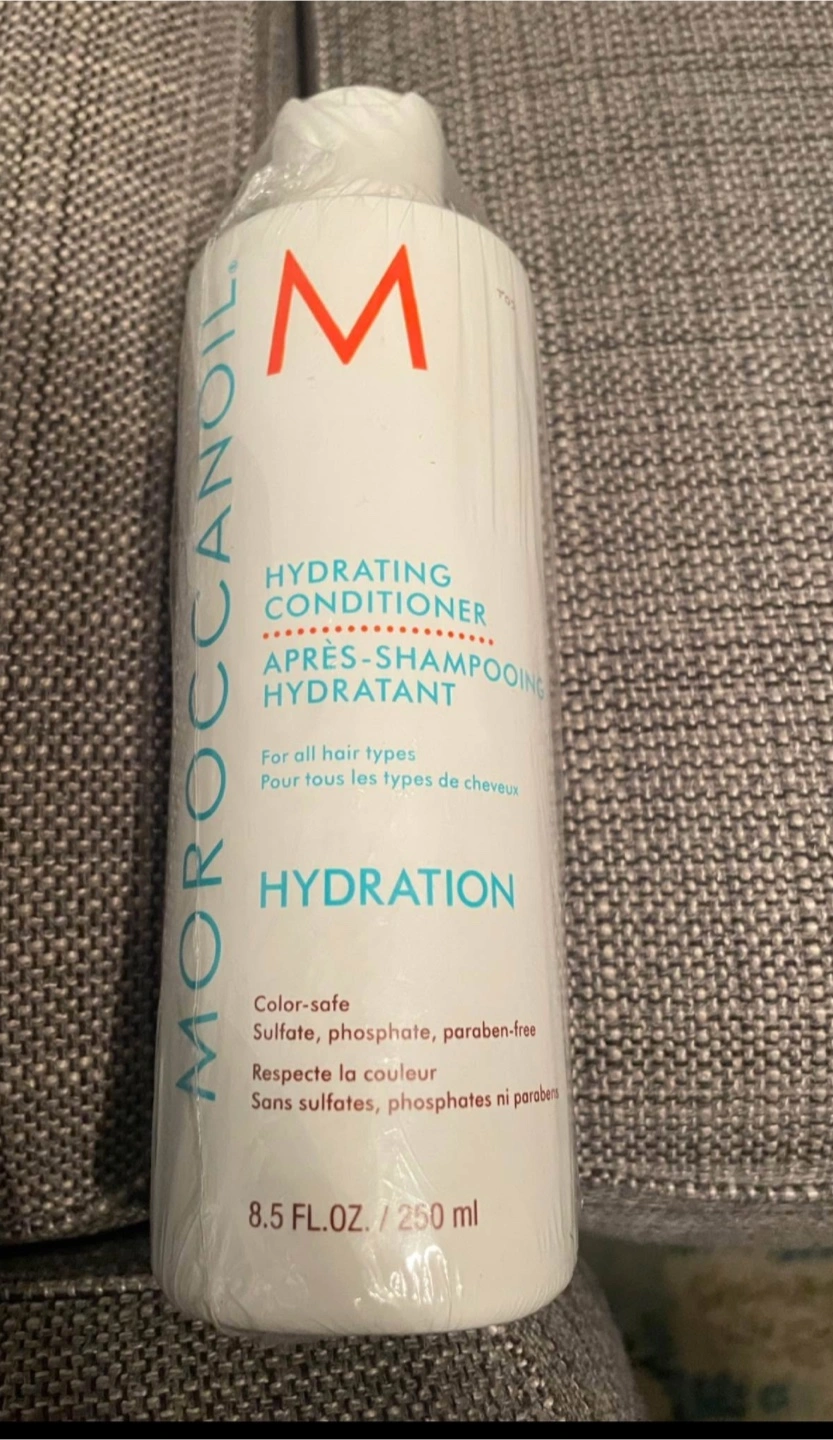 M
MOROCCANOIL®
HYDRATING
CONDITIONER
APRÈS-SHAMPOOING
HYDRATANT
For all hair types
Pour tous les types de cheveux
HYDRATION
Color-safe
Sulfate, phosphate, paraben-free
Respecte la couleur
Sans sulfates, phosphates ni parabens
8.5 FL.OZ. / 250 ml